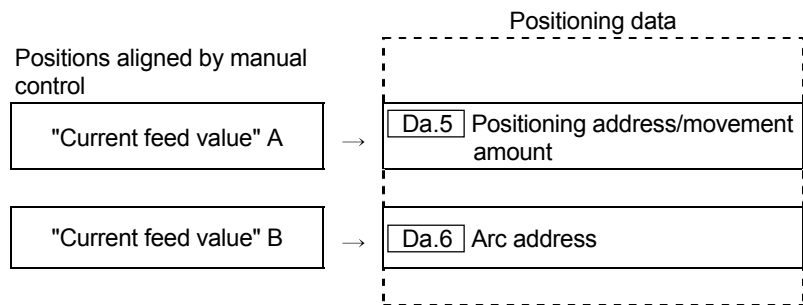 Positioning data
Positions aligned by manual
control
"Current feed value" A → Da.5 Positioning address/movement
amount
"Current feed value" B → Da.6 Arc address